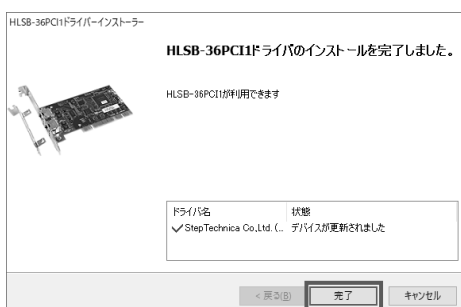 HLSB-36PCI1ドライバーインストーラー
HLSB-36PCI1ドライバのインストールを完了しました。
HLSB-36PCI1が利用できます
ドライバ名 状態
StepTechnica Co,Ltd. (.. デバイスが更新されました
< 戻る(B) 完了 キャンセル